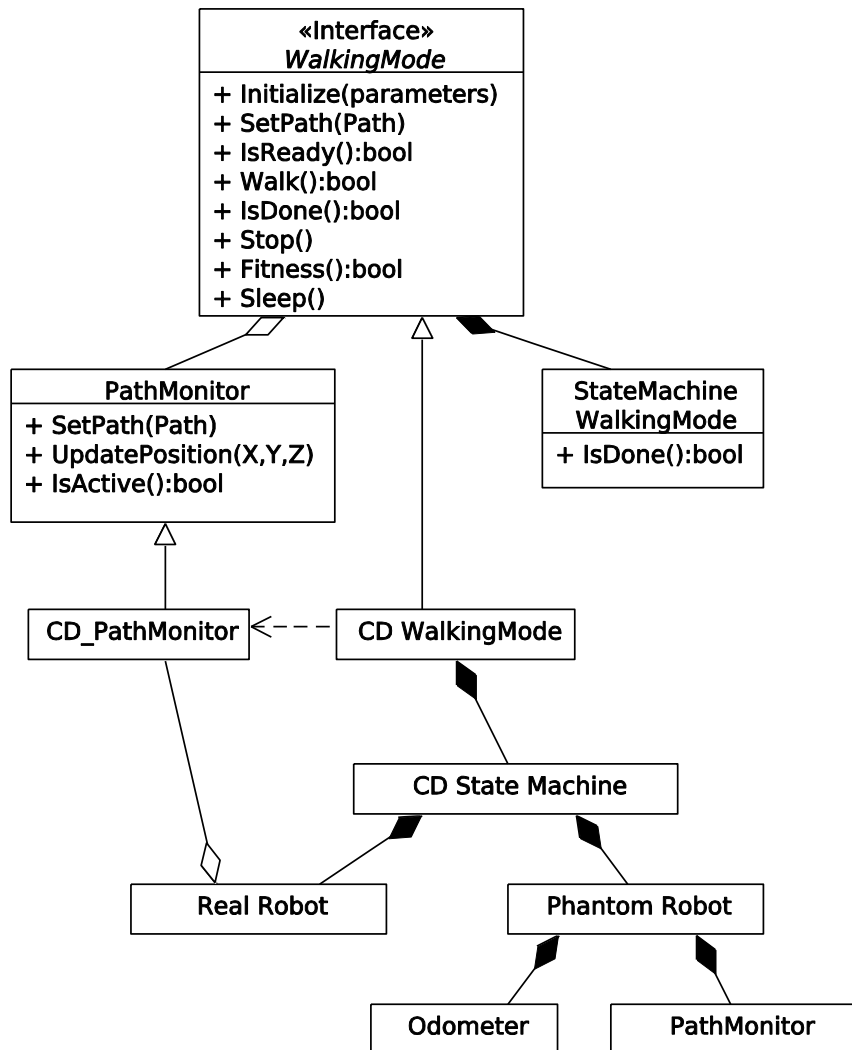 «Interface»
WalkingMode
+ Initialize(parameters)
+ SetPath(Path)
+ IsReady():bool
+ Walk():bool
+ IsDone():bool
+ Stop()
+ Fitness():bool
+ Sleep()
PathMonitor
+ SetPath(Path)
+ UpdatePosition(X,Y,Z)
+ IsActive():bool
StateMachine
WalkingMode
+ IsDone():bool
CD_PathMonitor
CD WalkingMode
CD State Machine
Real Robot
Phantom Robot
Odometer
PathMonitor